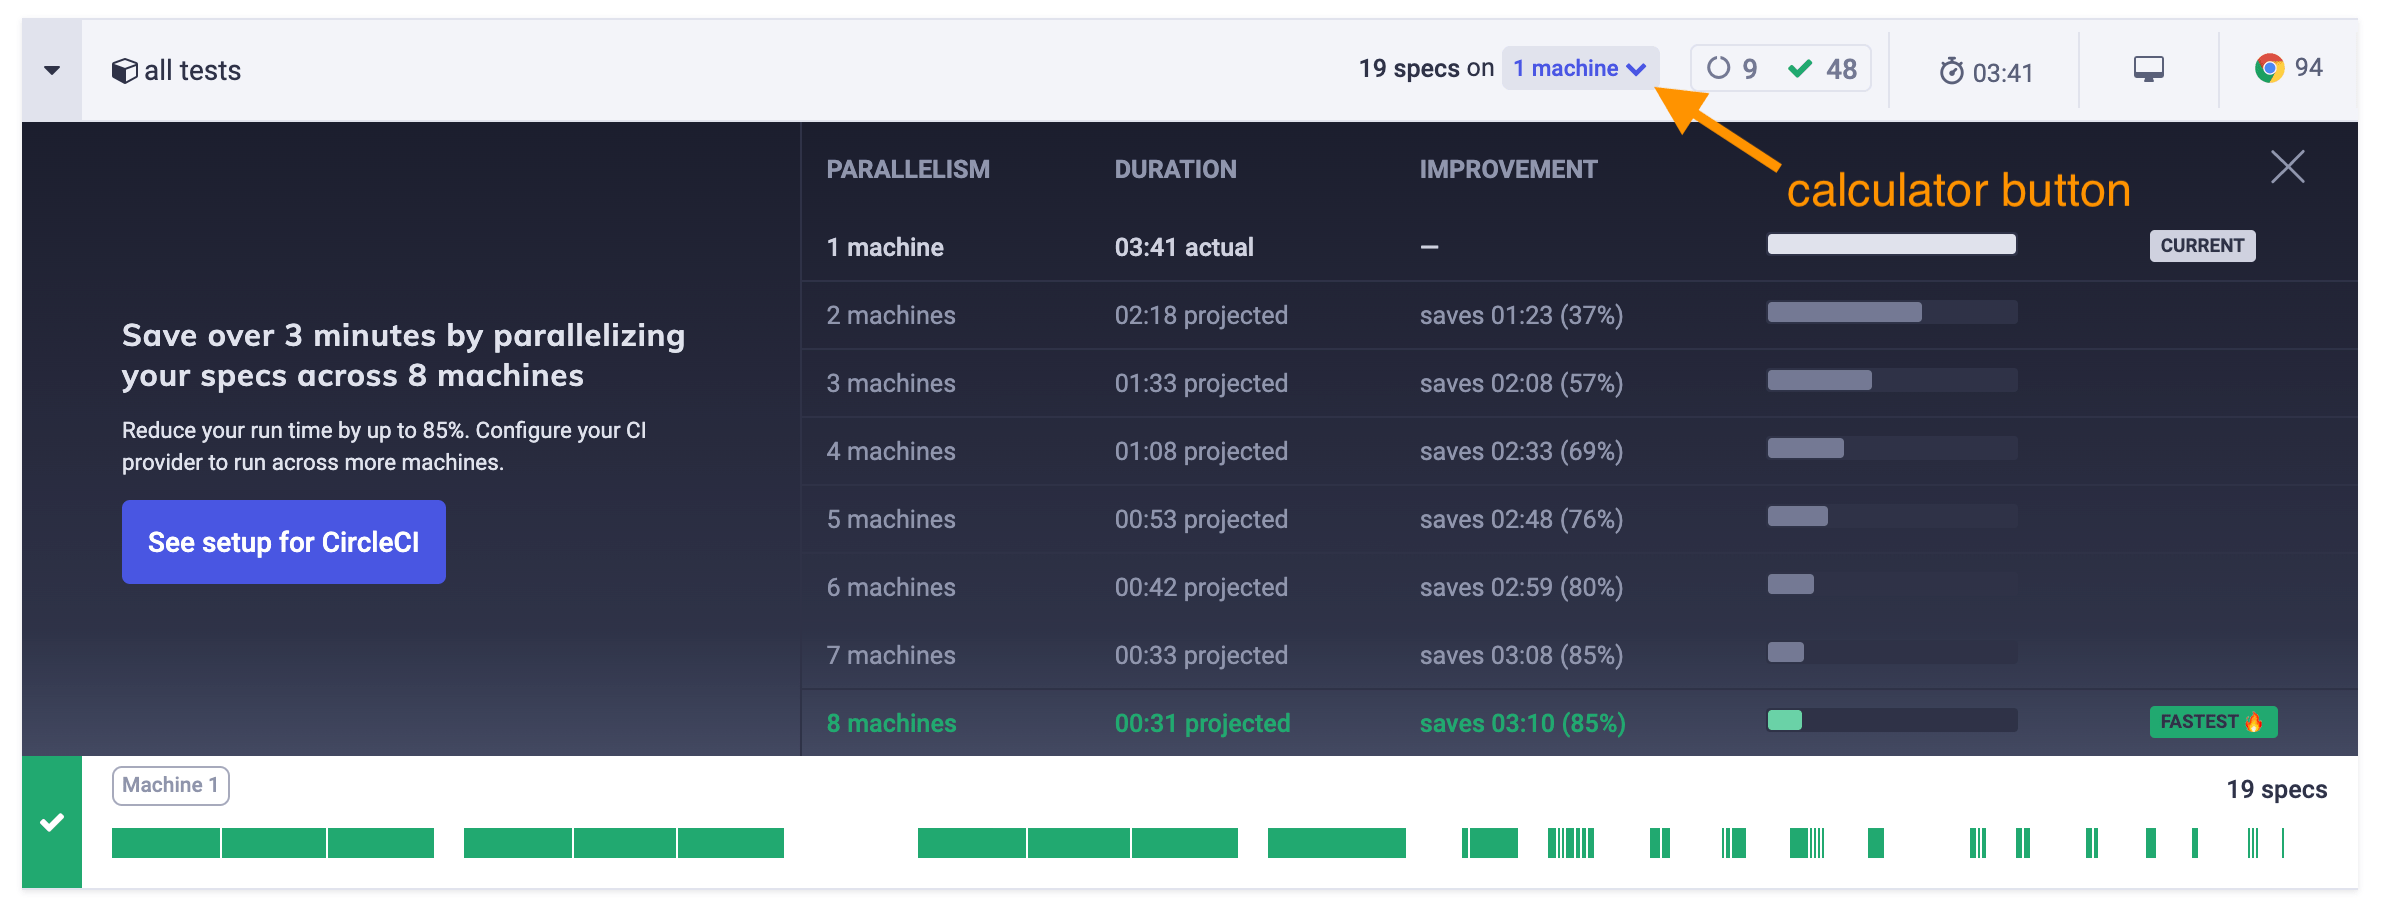 all tests
19 specs on 1 machine 9 48 03:41 94
calculator button
PARALLELISM DURATION IMPROVEMENT
1 machine 03:41 actual – CURRENT
2 machines 02:18 projected saves 01:23 (37%)
3 machines 01:33 projected saves 02:08 (57%)
4 machines 01:08 projected saves 02:33 (69%)
5 machines 00:53 projected saves 02:48 (76%)
6 machines 00:42 projected saves 02:59 (80%)
7 machines 00:33 projected saves 03:08 (85%)
8 machines 00:31 projected saves 03:10 (85%) FASTEST🔥
Save over 3 minutes by parallelizing
your specs across 8 machines
Reduce your run time by up to 85%. Configure your CI
provider to run across more machines.
See setup for CircleCI
Machine 1
19 specs